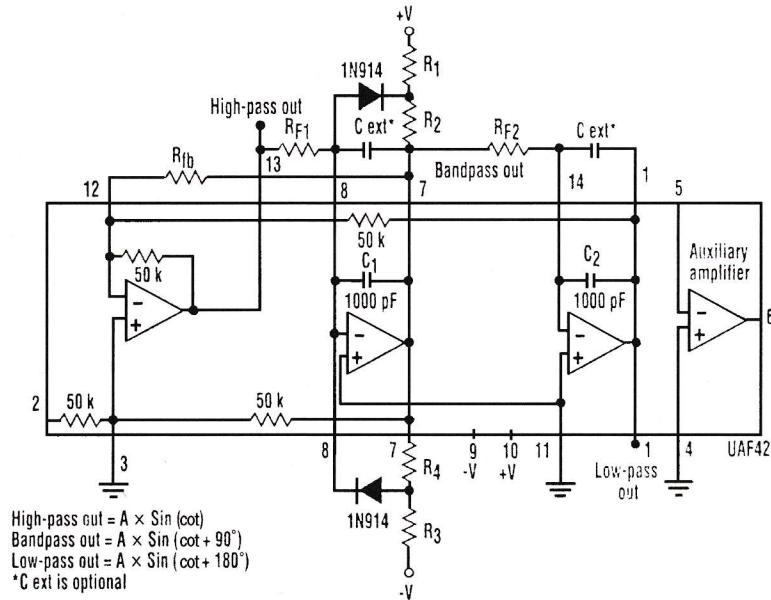 +V
R1
1N914
High-pass out
RF1
C ext*
R2
RF2
C ext*
Rfb
13
12
8
7
Bandpass out
14
1
5
50 k
50 k
C1
1000 pF
C2
1000 pF
Auxiliary
amplifier
−
+
−
+
−
+
−
+
6
2
50 k
50 k
3
8
7
9
-V
10
+V
11
1
4
UAF42
R4
Low-pass
out
1N914
R3
-V
High-pass out = A × Sin (cot)
Bandpass out = A × Sin (cot + 90°)
Low-pass out = A × Sin (cot + 180°)
*C ext is optional